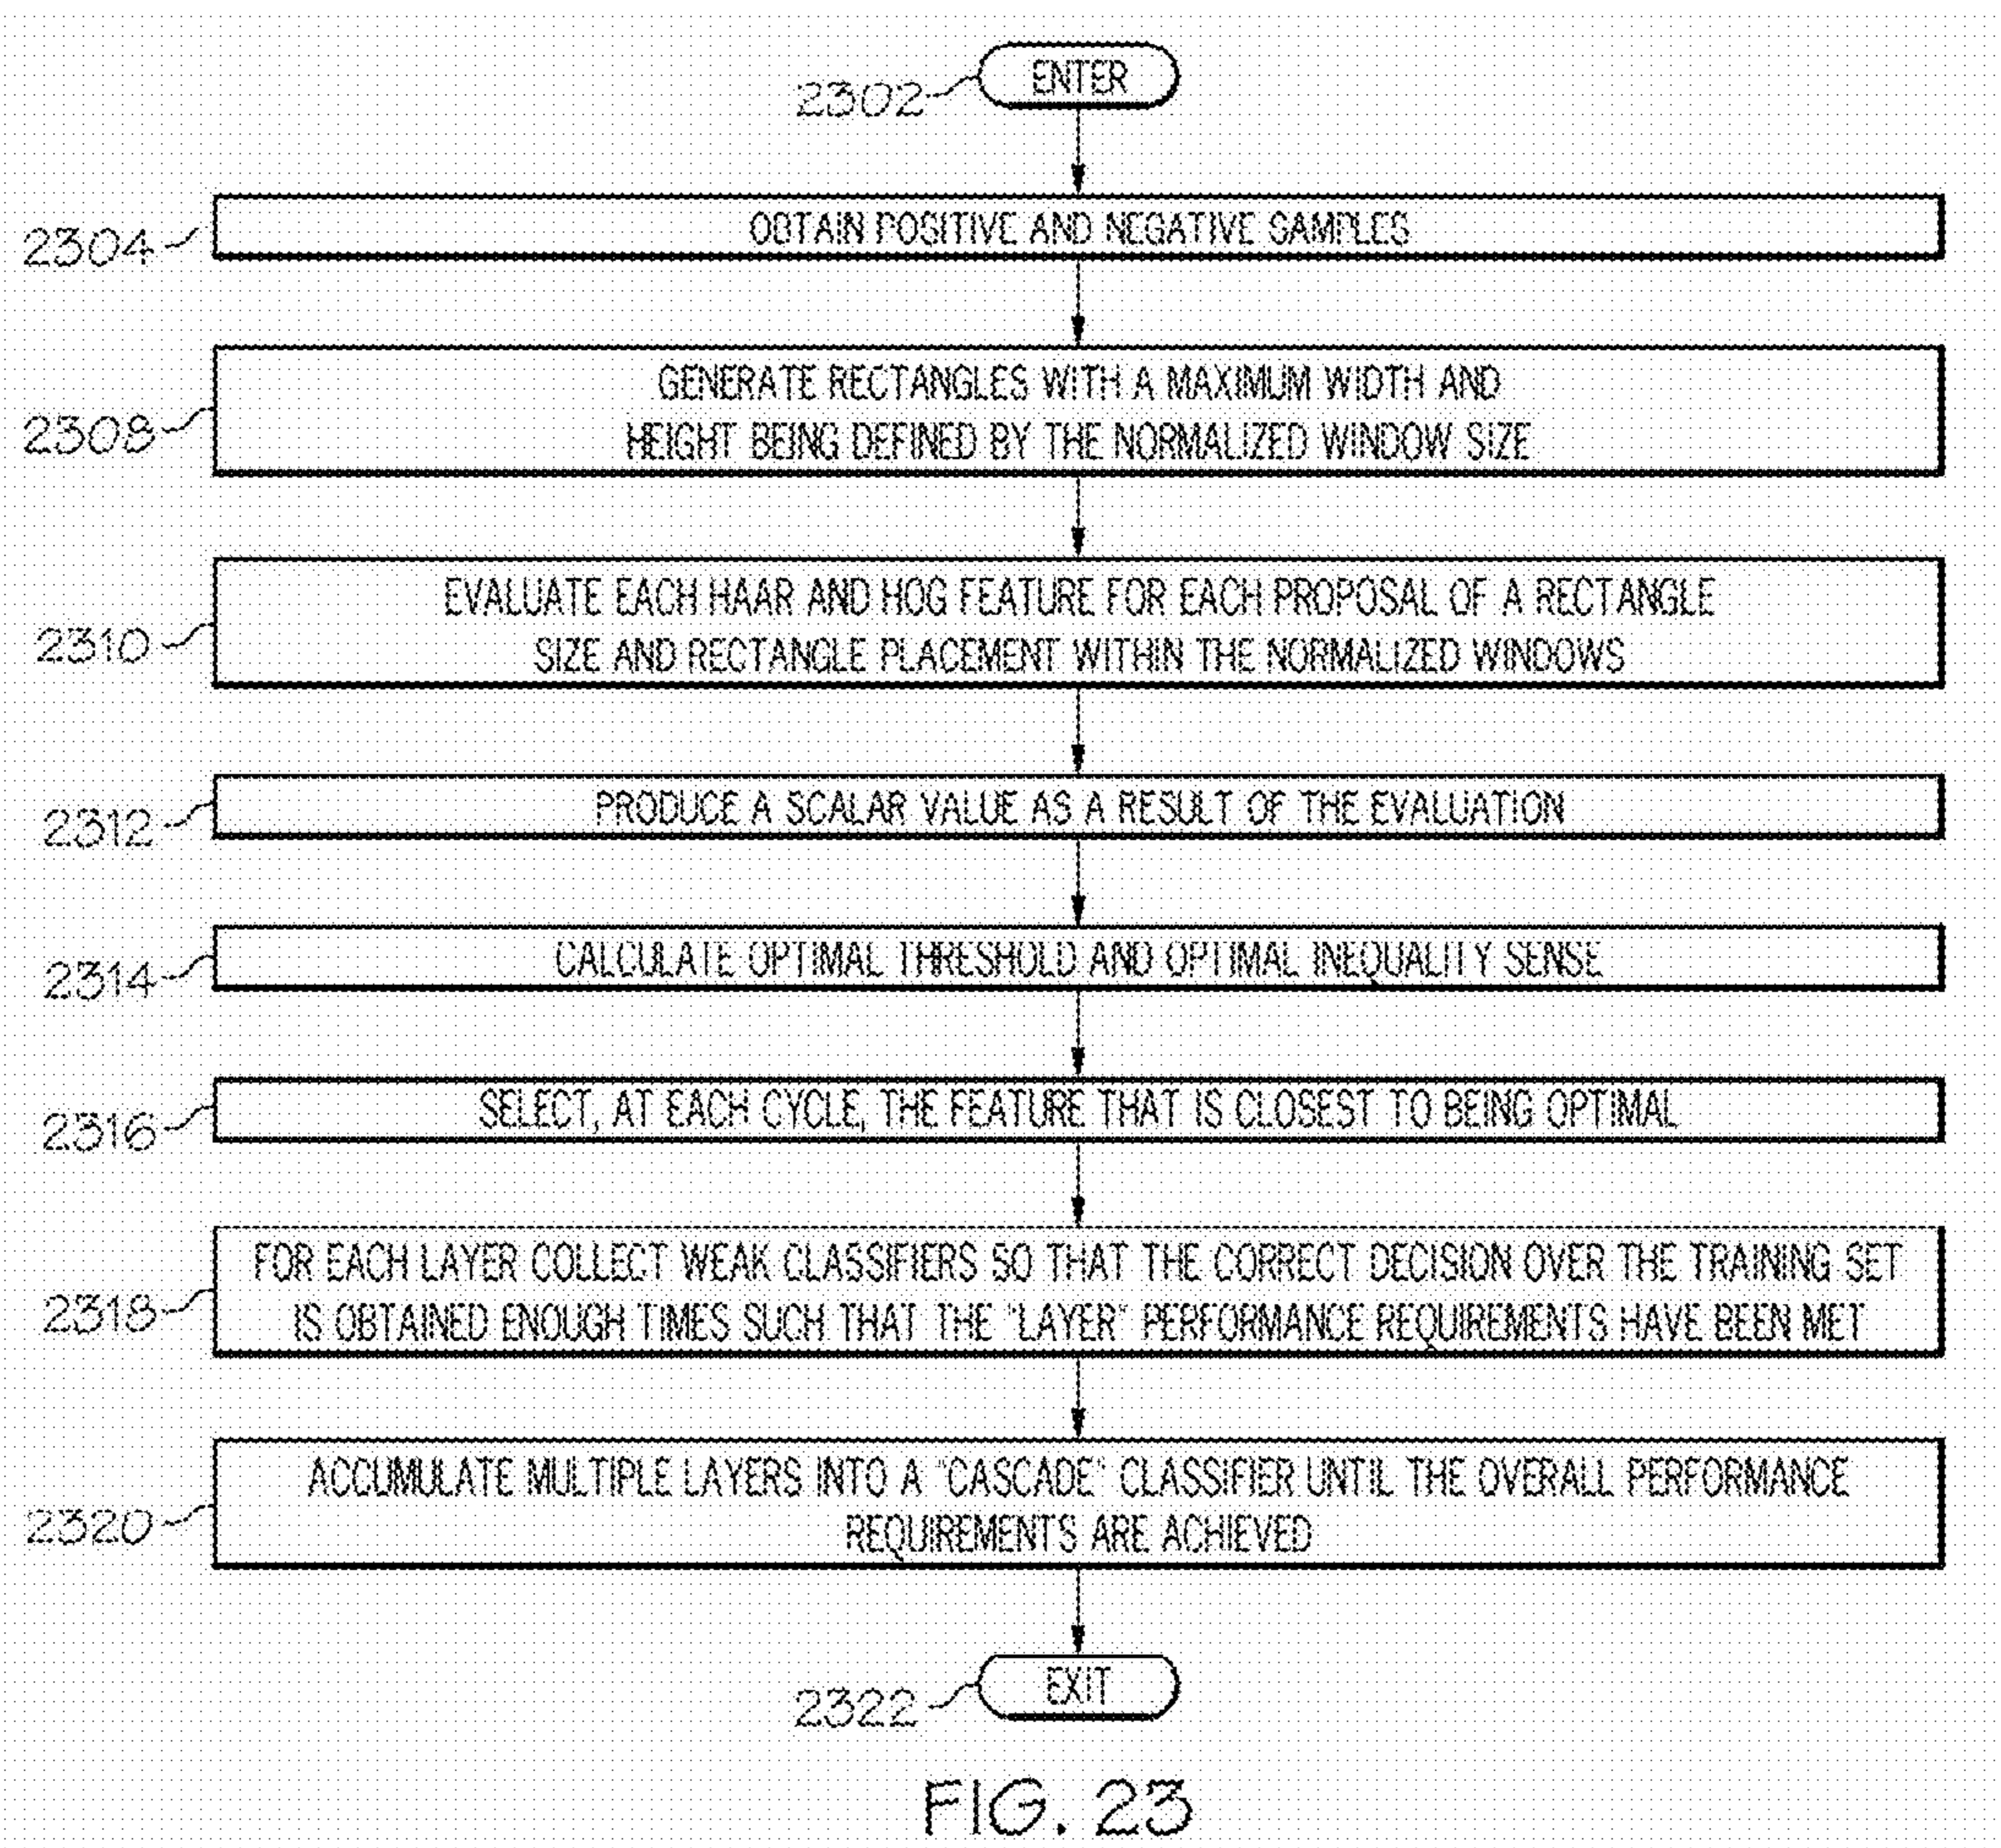 ENTER
2302
OBTAIN POSITIVE AND NEGATIVE SAMPLES
2304
GENERATE RECTANGLES WITH A MAXIMUM WIDTH AND
HEIGHT BEING DEFINED BY THE NORMALIZED WINDOW SIZE
2308
EVALUATE EACH HAAR AND HOG FEATURE FOR EACH PROPOSAL OF A RECTANGLE
SIZE AND RECTANGLE PLACEMENT WITHIN THE NORMALIZED WINDOWS
2310
PRODUCE A SCALAR VALUE AS A RESULT OF THE EVALUATION
2312
CALCULATE OPTIMAL THRESHOLD AND OPTIMAL INEQUALITY SENSE
2314
SELECT, AT EACH CYCLE, THE FEATURE THAT IS CLOSEST TO BEING OPTIMAL
2316
FOR EACH LAYER COLLECT WEAK CLASSIFIERS SO THAT THE CORRECT DECISION OVER THE TRAINING SET
IS OBTAINED ENOUGH TIMES SUCH THAT THE "LAYER" PERFORMANCE REQUIREMENTS HAVE BEEN MET
2318
ACCUMULATE MULTIPLE LAYERS INTO A "CASCADE" CLASSIFIER UNTIL THE OVERALL PERFORMANCE
REQUIREMENTS ARE ACHIEVED
2320
EXIT
2322
FIG. 23